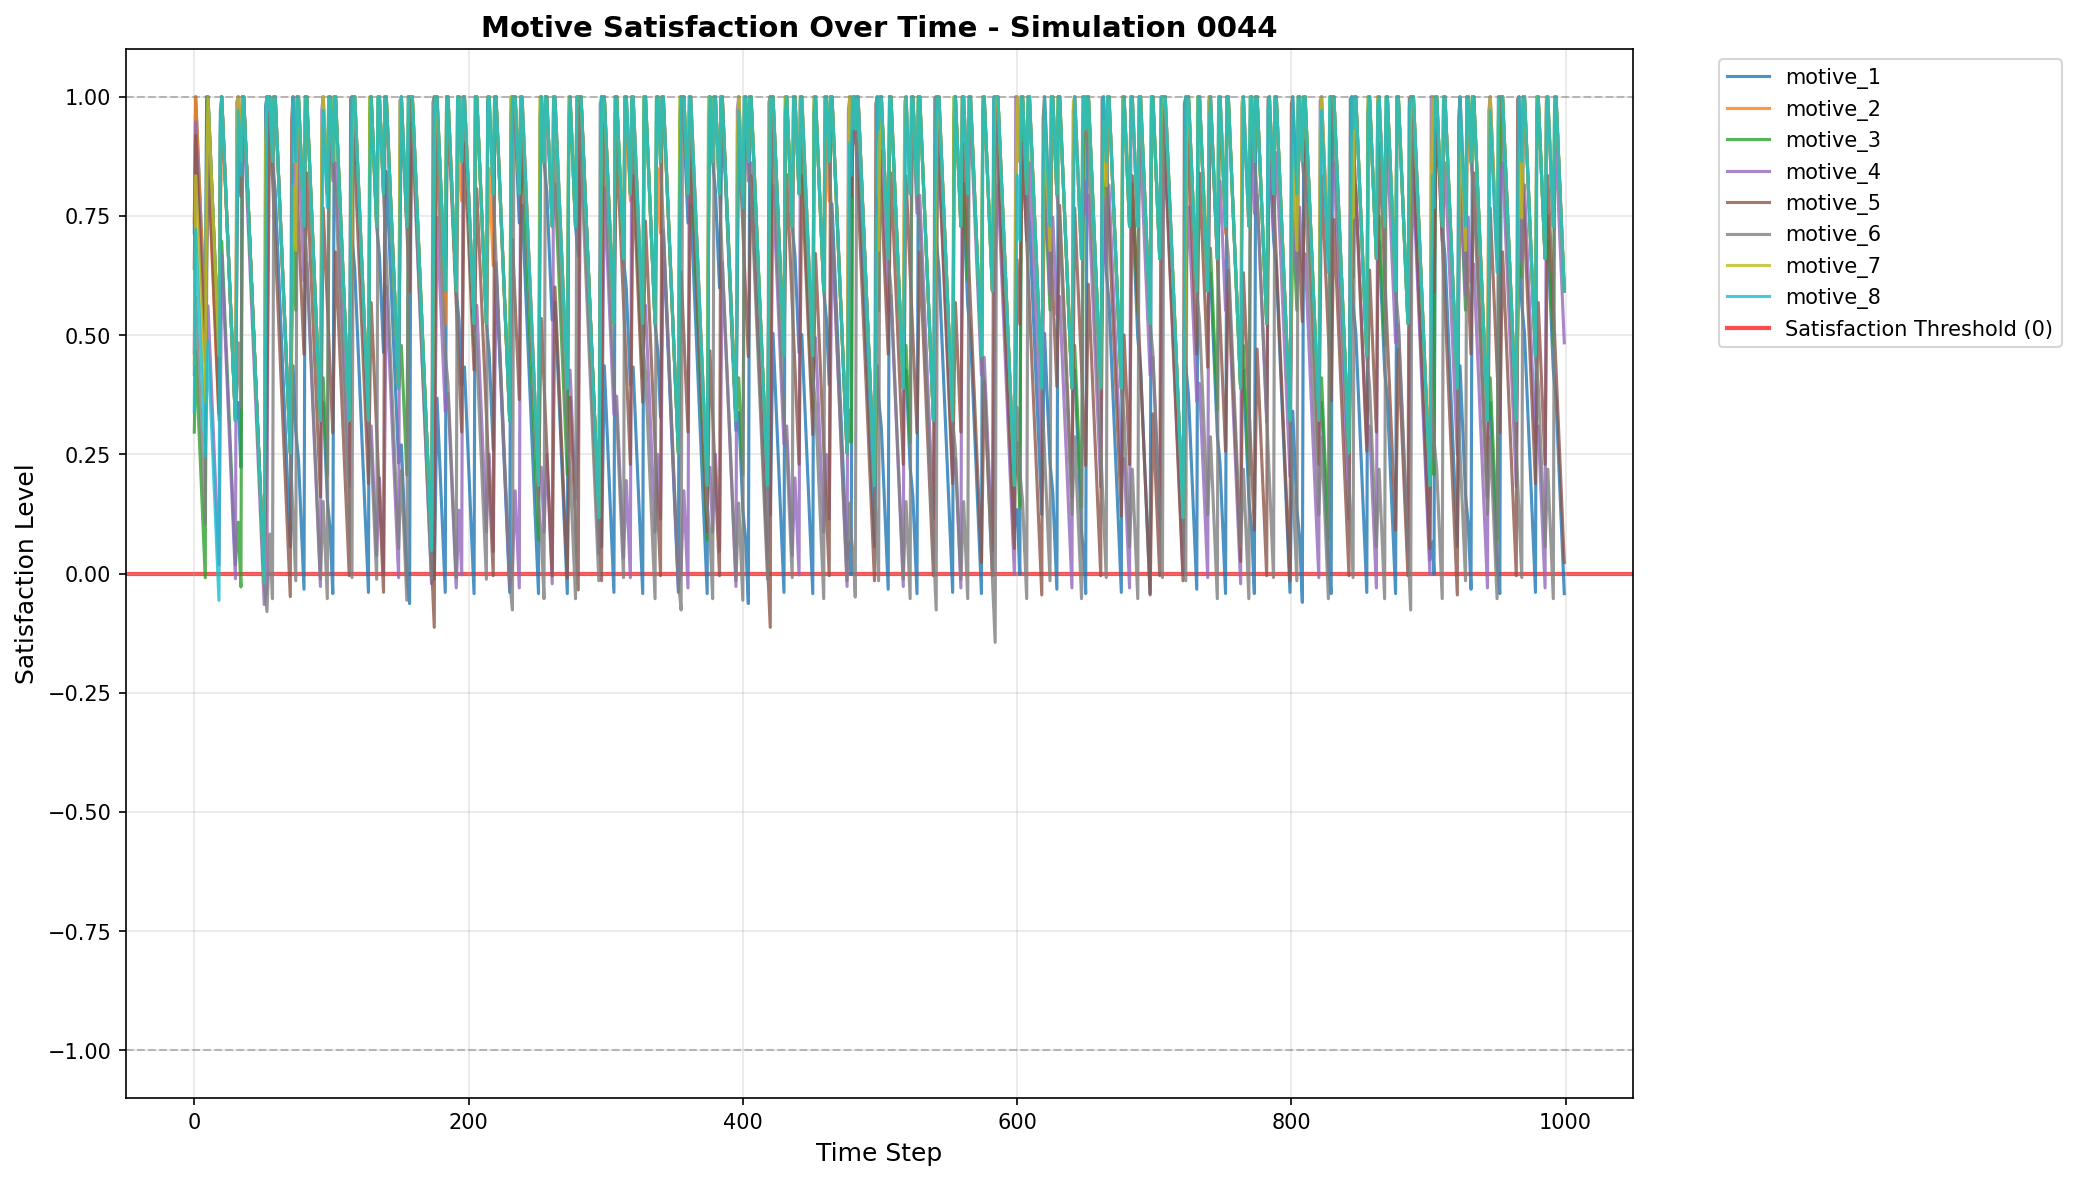 Motive Satisfaction Over Time - Simulation 0044
motive_1
motive_2
motive_3
motive_4
motive_5
motive_6
motive_7
motive_8
Satisfaction Threshold (0)
Satisfaction Level
1.00
0.75
0.50
0.25
0.00
−0.25
−0.50
−0.75
−1.00
0 200 400 600 800 1000
Time Step